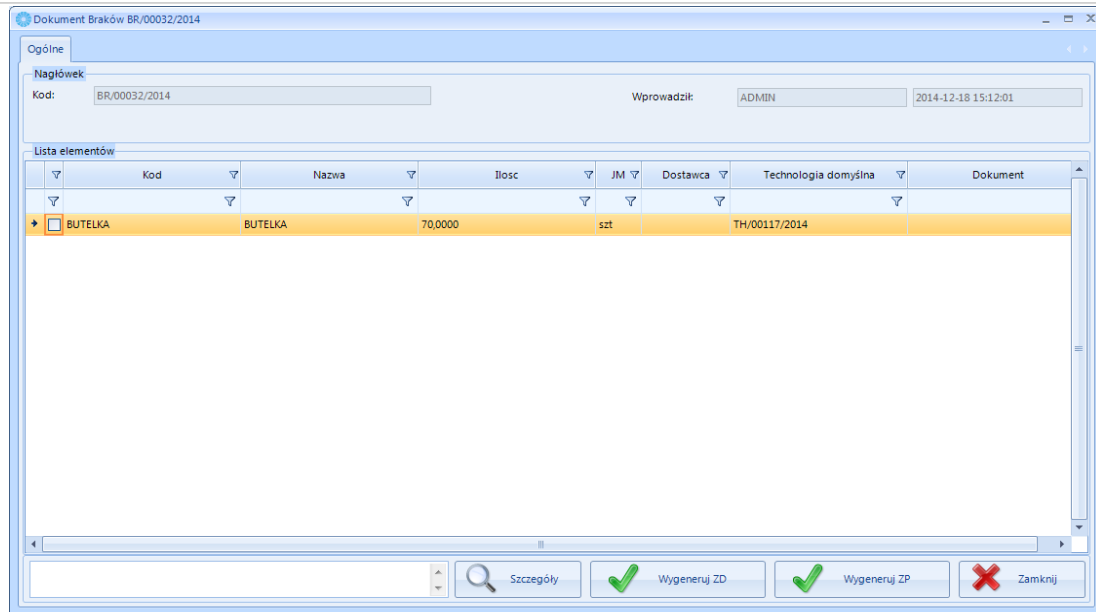 Dokument Braków BR/00032/2014
Ogólne
Nagłówek
Kod: BR/00032/2014 Wprowadził: ADMIN 2014-12-18 15:12:01
Lista elementów
Kod Nazwa Ilosc JM Dostawca Technologia domyślna Dokument
BUTELKA BUTELKA 70,0000 szt TH/00117/2014
Szczegóły Wygeneruj ZD Wygeneruj ZP Zamknij